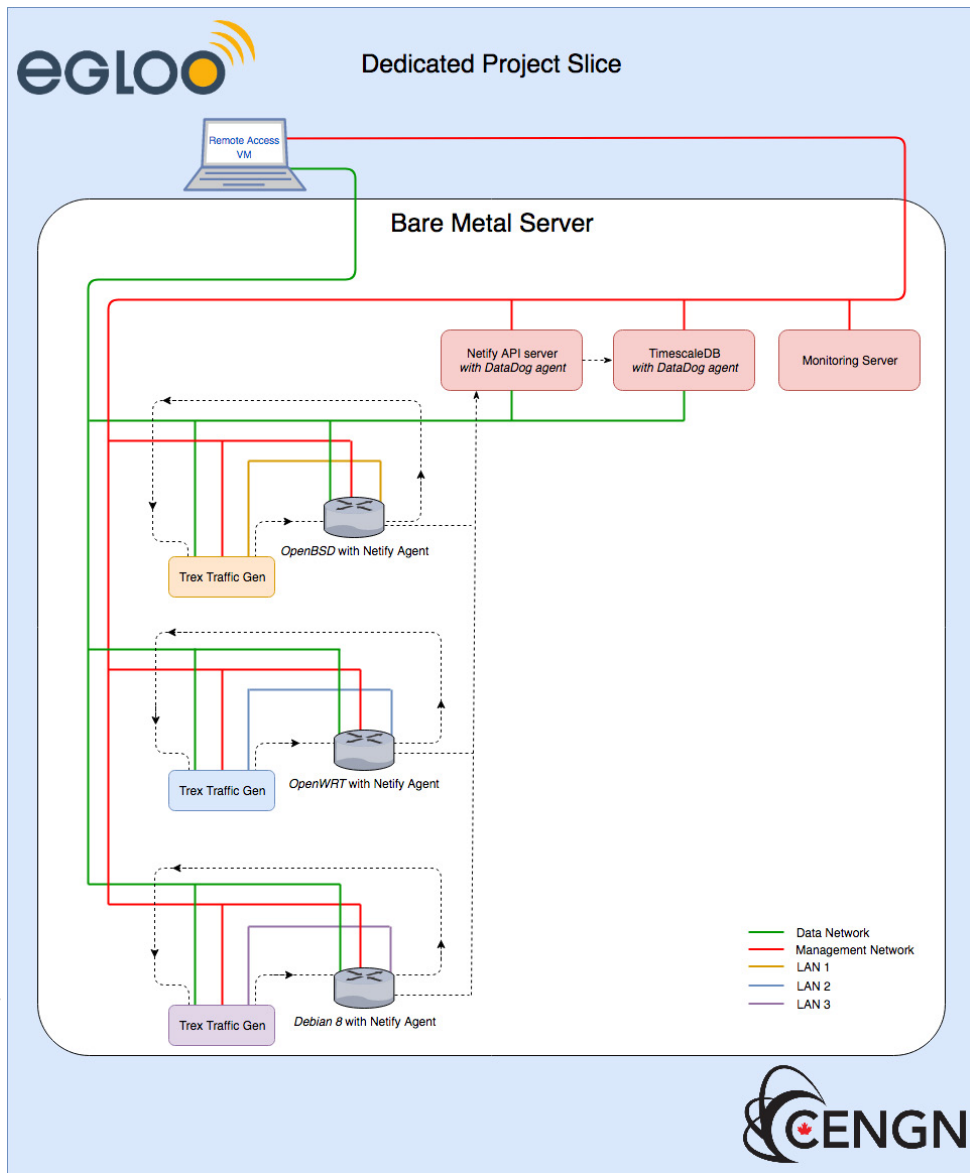 eGLOO
Dedicated Project Slice
Remote Access
VM
Bare Metal Server
Netify API server
with DataDog agent
TimescaleDB
with DataDog agent
Monitoring Server
OpenBSD with Netify Agent
Trex Traffic Gen
OpenWRT with Netify Agent
Trex Traffic Gen
Debian 8 with Netify Agent
Trex Traffic Gen
Data Network
Management Network
LAN 1
LAN 2
LAN 3
CENGN